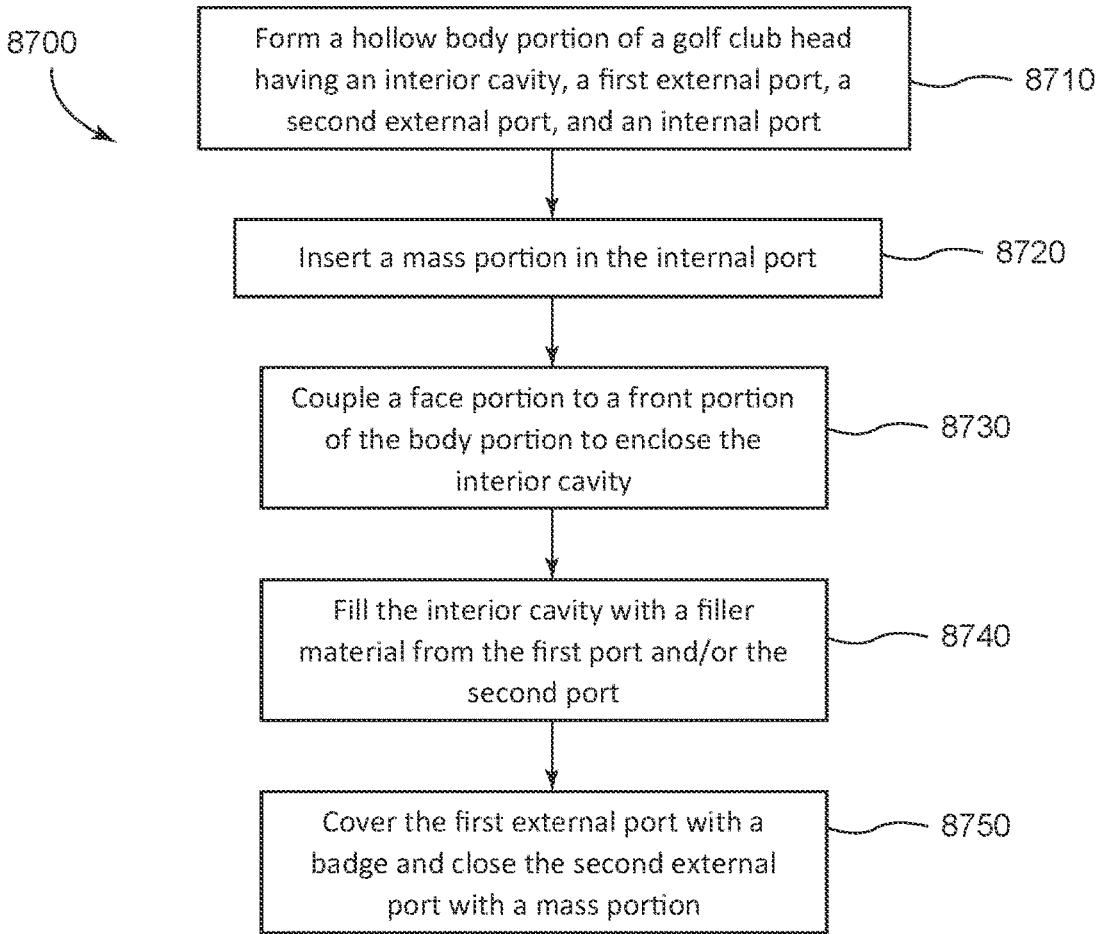 8700
Form a hollow body portion of a golf club head
having an interior cavity, a first external port, a
second external port, and an internal port
8710
Insert a mass portion in the internal port
8720
Couple a face portion to a front portion
of the body portion to enclose the
interior cavity
8730
Fill the interior cavity with a filler
material from the first port and/or the
second port
8740
Cover the first external port with a
badge and close the second external
port with a mass portion
8750